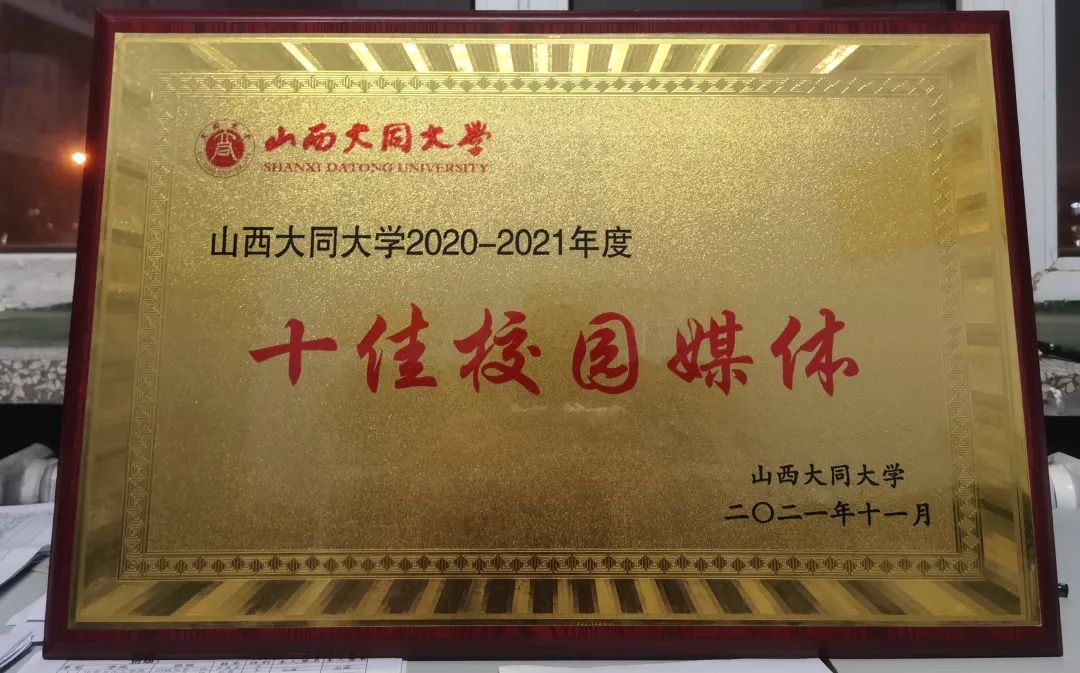 山西大同大学
SHANXI DATONG UNIVERSITY
山西大同大学2020-2021年度
十佳校园媒体
山西大同大学
二〇二一年十一月